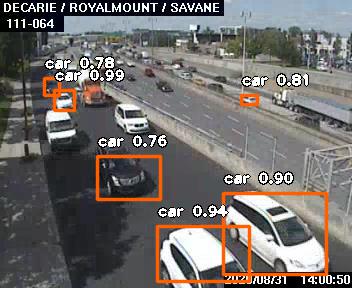 DECARIE / ROYALMOUNT / SAVANE
111-064
car 0.78
car 0.99
car 0.81
car 0.76
car 0.90
car 0.94
2020/08/31 14:00:50